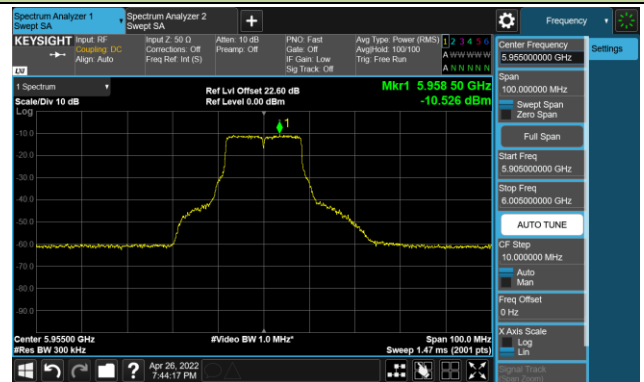 Spectrum Analyzer 1
Swept SA
Spectrum Analyzer 2
Swept SA
+
Frequency
KEYSIGHT
Input: RF
Coupling: DC
Align: Auto
Input Z: 50 Ω
Corrections: Off
Freq Ref: Int (S)
Atten: 10 dB
Preamp: Off
PNO: Fast
Gate: Off
IF Gain: Low
Sig Track: Off
Avg Type: Power (RMS)
Avg|Hold: 100/100
Trig: Free Run
1 2 3 4 5 6
A W W W W W
A N N N N N
LXI
1 Spectrum
Scale/Div 10 dB
Log
Ref Lvl Offset 22.60 dB
Ref Level 0.00 dBm
Mkr1 5.958 50 GHz
-10.526 dBm
1
-10.0
-20.0
-30.0
-40.0
-50.0
-60.0
-70.0
-80.0
-90.0
Center 5.95500 GHz
#Res BW 300 kHz
#Video BW 1.0 MHz*
Span 100.0 MHz
Sweep 1.47 ms (2001 pts)
Apr 26, 2022
7:44:17 PM
?
Center Frequency
5.955000000 GHz
Settings
Span
100.000000 MHz
Swept Span
Zero Span
Full Span
Start Freq
5.905000000 GHz
Stop Freq
6.005000000 GHz
AUTO TUNE
CF Step
10.000000 MHz
Auto
Man
Freq Offset
0 Hz
X Axis Scale
Log
Lin
Signal Track
(Span Zoom)